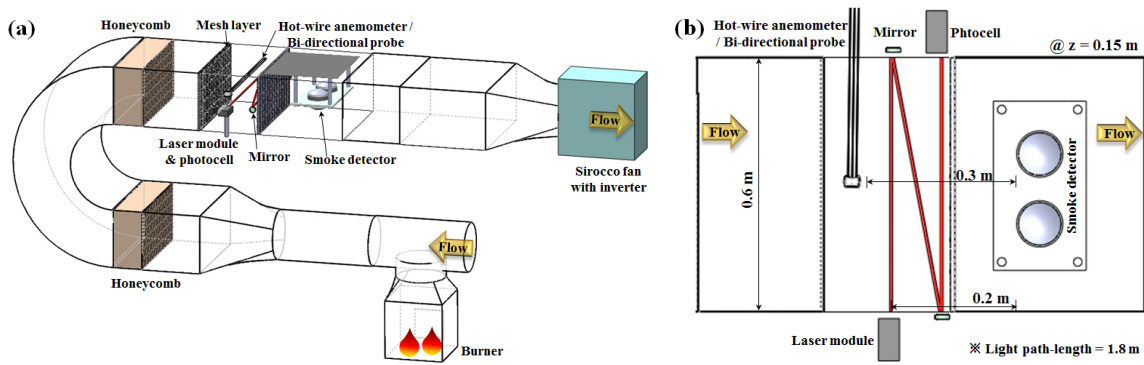 (a)
Honeycomb
Mesh layer
Hot-wire anemometer /
Bi-directional probe
Flow
Laser module
& photocell
Mirror
Smoke detector
Sirocco fan
with inverter
Flow
Honeycomb
Burner
(b)
Hot-wire anemometer
/ Bi-directional probe
Mirror
Phtocell
@ z = 0.15 m
Flow
Flow
0.6 m
0.3 m
Smoke detector
0.2 m
Laser module
※ Light path-length = 1.8 m